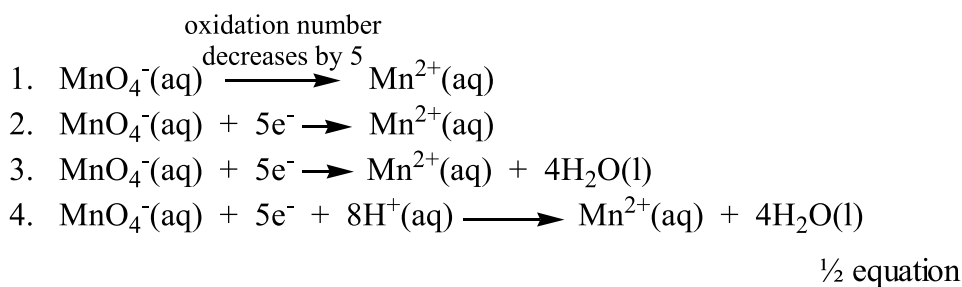 oxidation number
decreases by 5
1. MnO₄⁻(aq) ⟶ Mn²⁺(aq)
2. MnO₄⁻(aq) + 5e⁻ ⟶ Mn²⁺(aq)
3. MnO₄⁻(aq) + 5e⁻ ⟶ Mn²⁺(aq) + 4H₂O(l)
4. MnO₄⁻(aq) + 5e⁻ + 8H⁺(aq) ⟶ Mn²⁺(aq) + 4H₂O(l)
½ equation